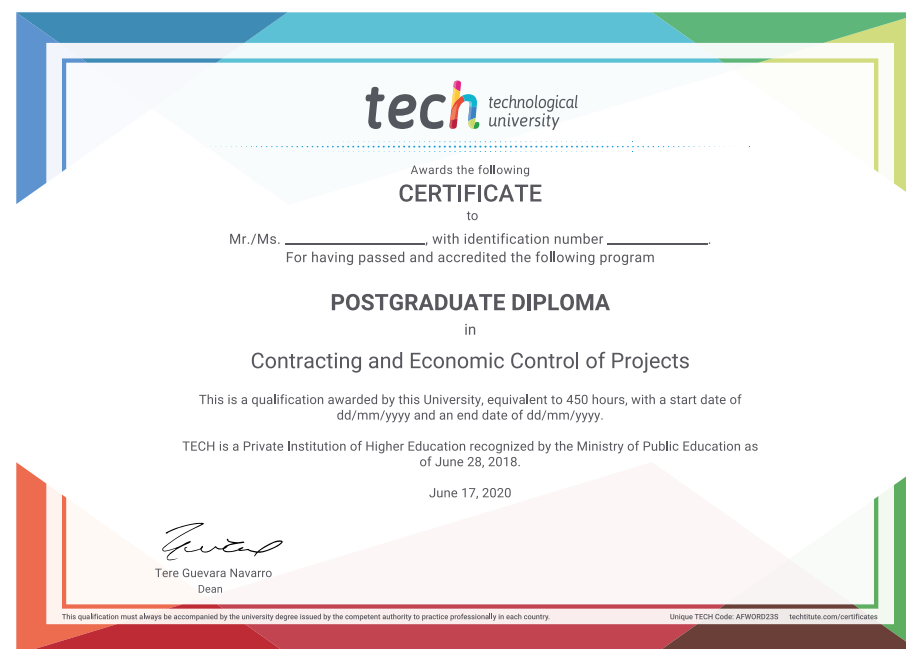 tech technological
university
Awards the following
CERTIFICATE
to
Mr./Ms. ____________________, with identification number ______________.
For having passed and accredited the following program
POSTGRADUATE DIPLOMA
in
Contracting and Economic Control of Projects
This is a qualification awarded by this University, equivalent to 450 hours, with a start date of
dd/mm/yyyy and an end date of dd/mm/yyyy.
TECH is a Private Institution of Higher Education recognized by the Ministry of Public Education as
of June 28, 2018.
June 17, 2020
Tere Guevara Navarro
Dean
This qualification must always be accompanied by the university degree issued by the competent authority to practice professionally in each country. Unique TECH Code: AFWORD23S techtitute.com/certificates